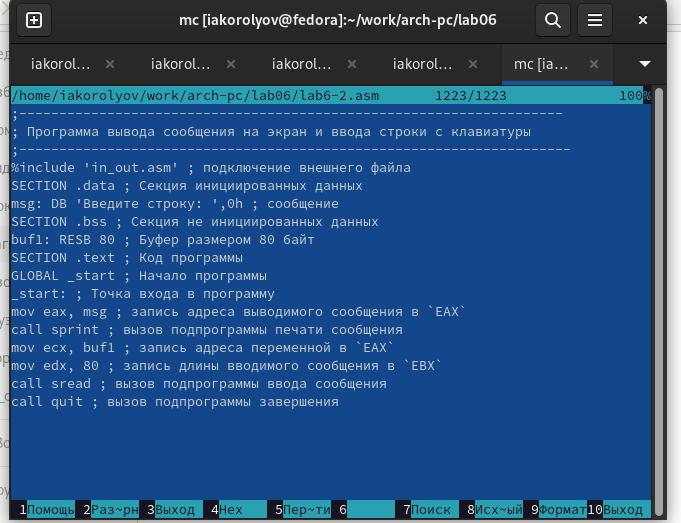 mc [iakorolyov@fedora]:~/work/arch-pc/lab06
iakorol… × iakorol… × iakorol… × iakorol… × mc [ia… ×
/home/iakorolyov/work/arch-pc/lab06/lab6-2.asm 1223/1223 100%
;--------------------------------------------------------------------
; Программа вывода сообщения на экран и ввода строки с клавиатуры
;---------------------------------------------------------------------
%include 'in_out.asm' ; подключение внешнего файла
SECTION .data ; Секция инициированных данных
msg: DB 'Введите строку: ',0h ; сообщение
SECTION .bss ; Секция не инициированных данных
buf1: RESB 80 ; Буфер размером 80 байт
SECTION .text ; Код программы
GLOBAL _start ; Начало программы
_start: ; Точка входа в программу
mov eax, msg ; запись адреса выводимого сообщения в `EAX`
call sprint ; вызов подпрограммы печати сообщения
mov ecx, buf1 ; запись адреса переменной в `EAX`
mov edx, 80 ; запись длины вводимого сообщения в `EBX`
call sread ; вызов подпрограммы ввода сообщения
call quit ; вызов подпрограммы завершения
1Помощь 2Раз~рн 3Выход 4Hex 5Пер~ти 6 7Поиск 8Исх~ый 9Формат 10Выход